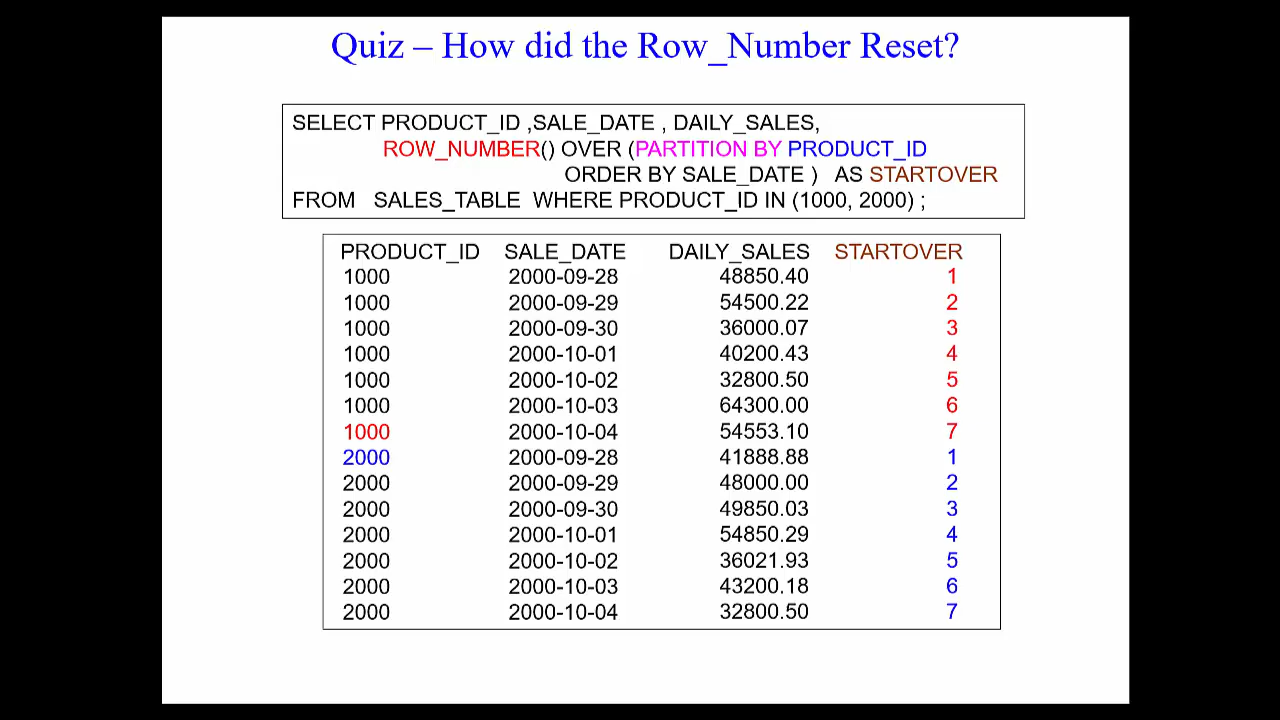 Quiz – How did the Row_Number Reset?
SELECT PRODUCT_ID ,SALE_DATE , DAILY_SALES,
ROW_NUMBER() OVER (PARTITION BY PRODUCT_ID
ORDER BY SALE_DATE ) AS STARTOVER
FROM SALES_TABLE WHERE PRODUCT_ID IN (1000, 2000) ;
PRODUCT_ID SALE_DATE DAILY_SALES STARTOVER
1000 2000-09-28 48850.40 1
1000 2000-09-29 54500.22 2
1000 2000-09-30 36000.07 3
1000 2000-10-01 40200.43 4
1000 2000-10-02 32800.50 5
1000 2000-10-03 64300.00 6
1000 2000-10-04 54553.10 7
2000 2000-09-28 41888.88 1
2000 2000-09-29 48000.00 2
2000 2000-09-30 49850.03 3
2000 2000-10-01 54850.29 4
2000 2000-10-02 36021.93 5
2000 2000-10-03 43200.18 6
2000 2000-10-04 32800.50 7